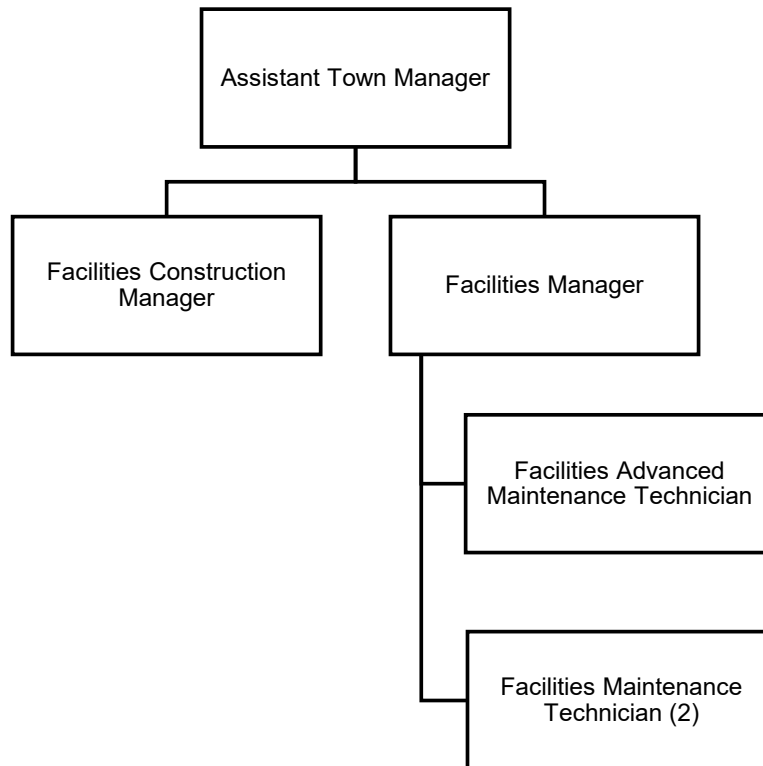 Assistant Town Manager
Facilities Construction
Manager
Facilities Manager
Facilities Advanced
Maintenance Technician
Facilities Maintenance
Technician (2)